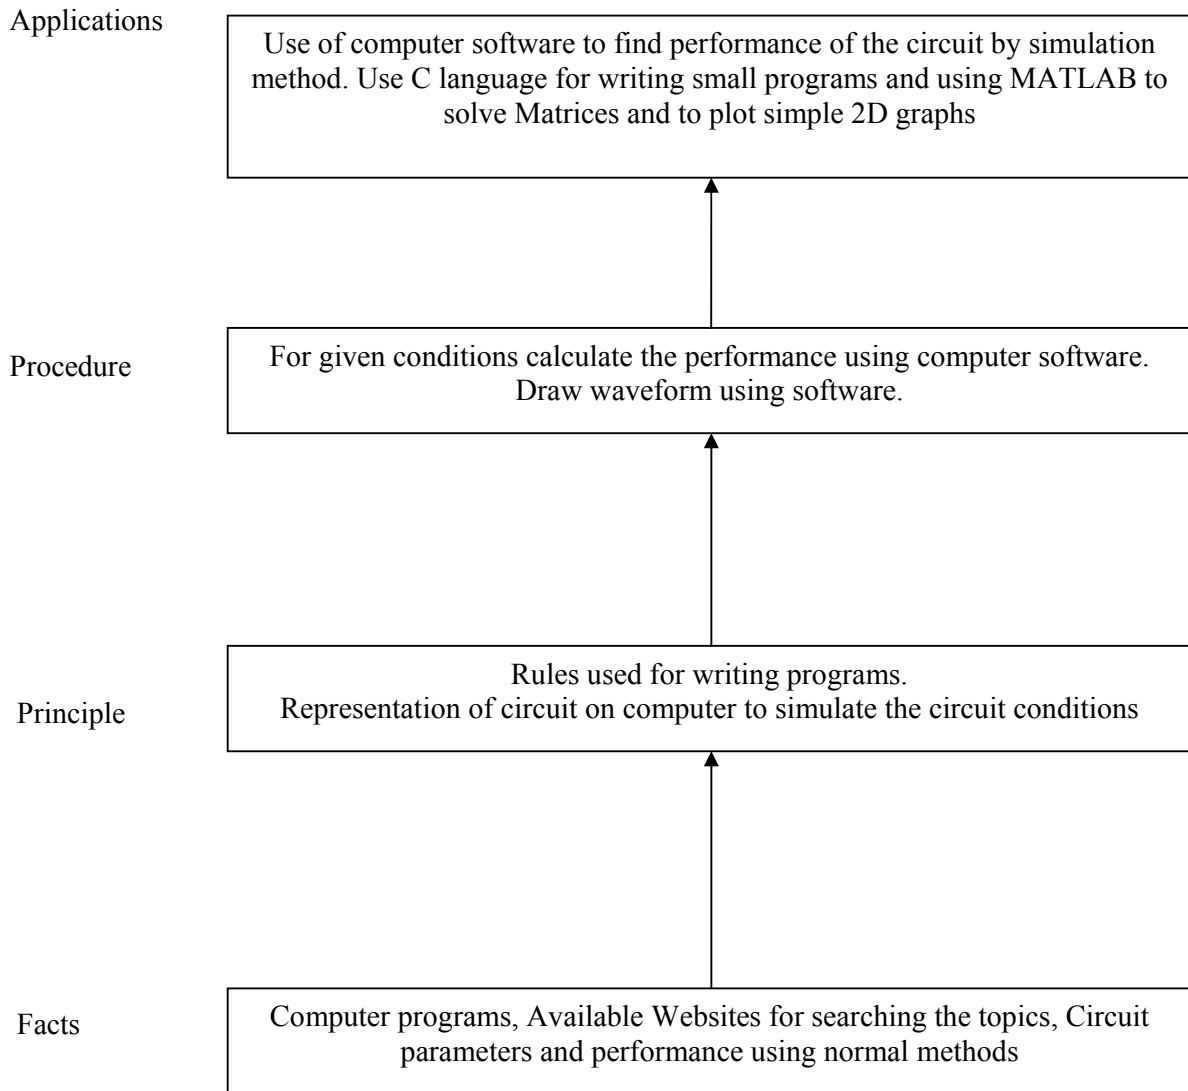 Applications
Use of computer software to find performance of the circuit by simulation
method. Use C language for writing small programs and using MATLAB to
solve Matrices and to plot simple 2D graphs
Procedure
For given conditions calculate the performance using computer software.
Draw waveform using software.
Principle
Rules used for writing programs.
Representation of circuit on computer to simulate the circuit conditions
Facts
Computer programs, Available Websites for searching the topics, Circuit
parameters and performance using normal methods